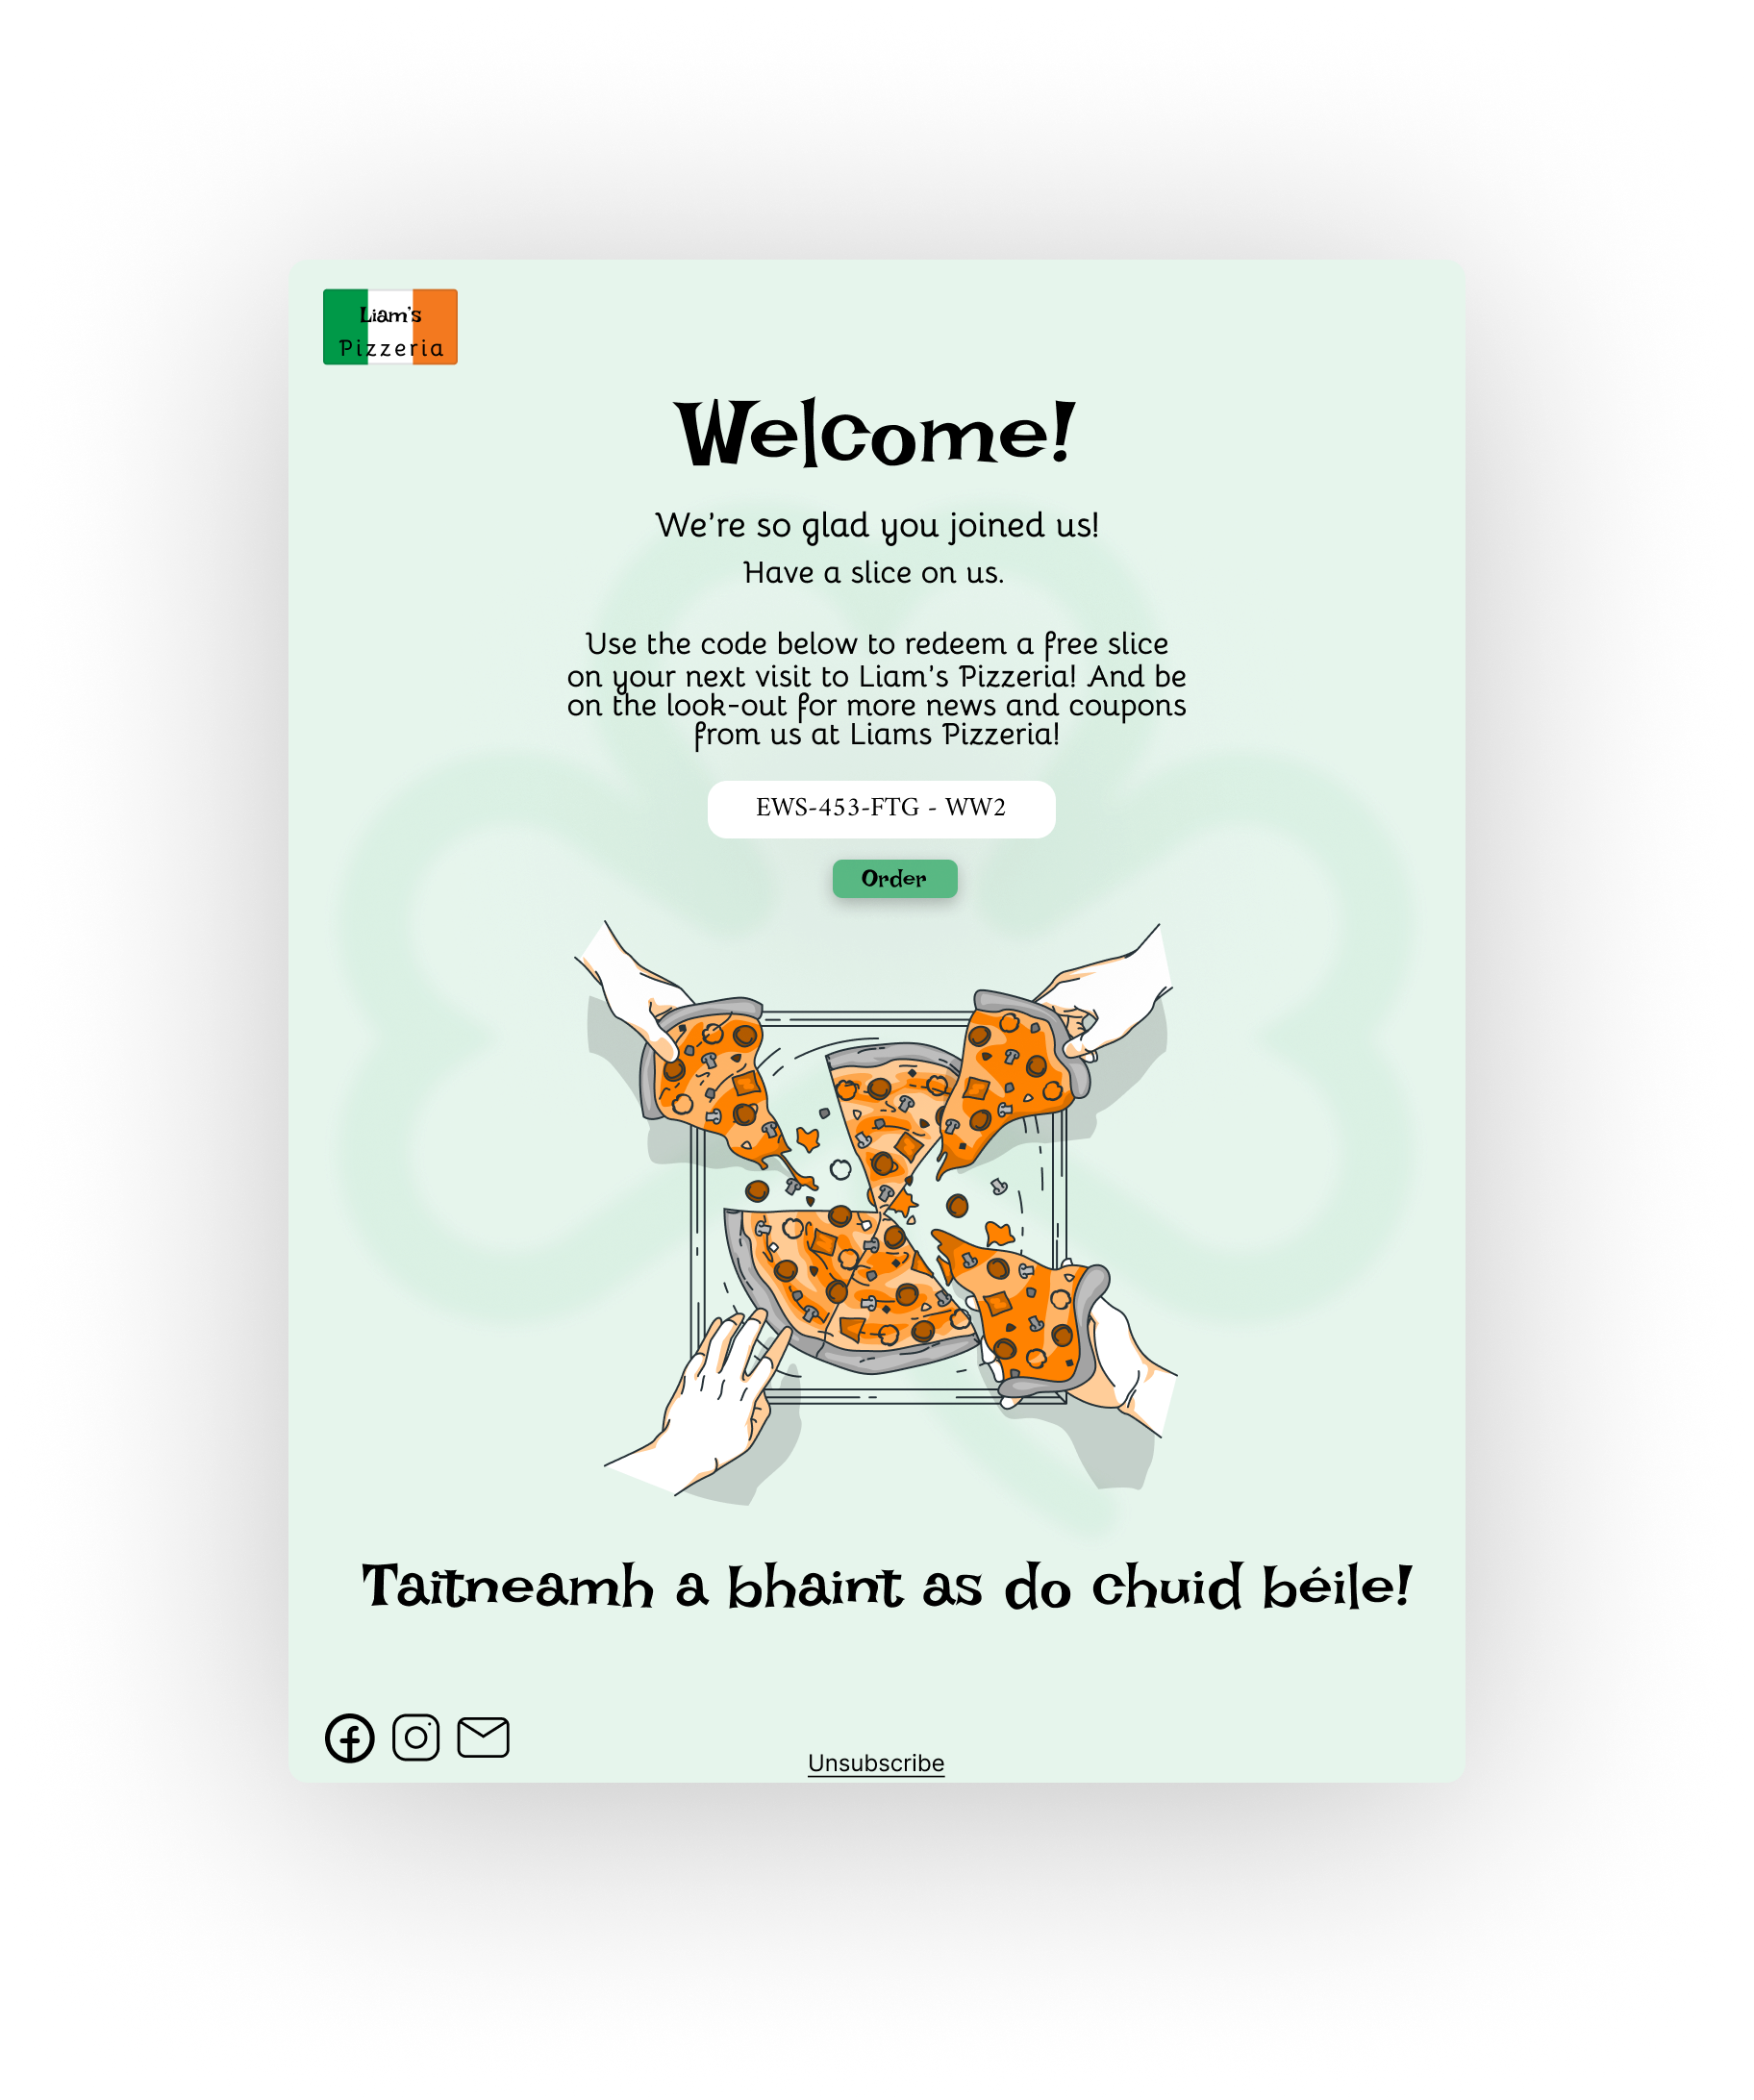 Liam's
Pizzeria
Welcome!
We're so glad you joined us!
Have a slice on us.
Use the code below to redeem a free slice
on your next visit to Liam's Pizzeria! And be
on the look-out for more news and coupons
from us at Liams Pizzeria!
EWS-453-FTG - WW2
Order
Taitneamh a bhaint as do chuid béile!
Unsubscribe